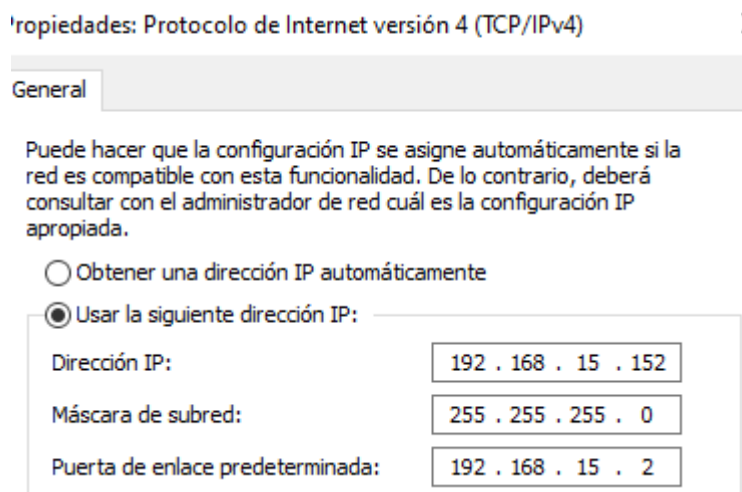 ropiedades: Protocolo de Internet versión 4 (TCP/IPv4)
General
Puede hacer que la configuración IP se asigne automáticamente si la
red es compatible con esta funcionalidad. De lo contrario, deberá
consultar con el administrador de red cuál es la configuración IP
apropiada.
Obtener una dirección IP automáticamente
Usar la siguiente dirección IP:
Dirección IP: 192 . 168 . 15 . 152
Máscara de subred: 255 . 255 . 255 . 0
Puerta de enlace predeterminada: 192 . 168 . 15 . 2